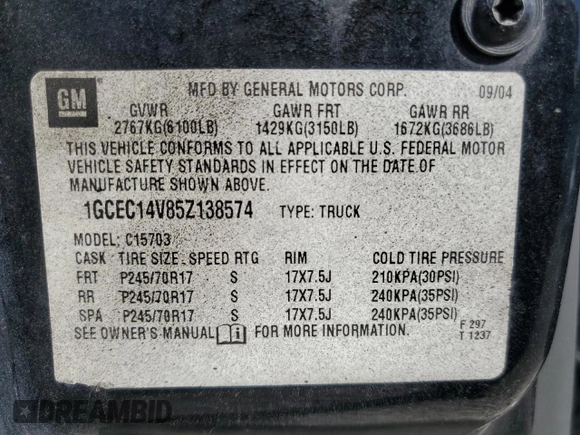 GM
MFD BY GENERAL MOTORS CORP. 09/04
GVWR GAWR FRT GAWR RR
2767KG(6100LB) 1429KG(3150LB) 1672KG(3686LB)
THIS VEHICLE CONFORMS TO ALL APPLICABLE U.S. FEDERAL MOTOR
VEHICLE SAFETY STANDARDS IN EFFECT ON THE DATE OF
MANUFACTURE SHOWN ABOVE.
1GCEC14V85Z138574 TYPE: TRUCK
MODEL: C15703
CASK TIRE SIZE SPEED RTG RIM COLD TIRE PRESSURE
FRT P245/70R17 S 17X7.5J 210KPA(30PSI)
RR P245/70R17 S 17X7.5J 240KPA(35PSI)
SPA P245/70R17 S 17X7.5J 240KPA(35PSI)
SEE OWNER'S MANUAL i FOR MORE INFORMATION.
F 297
T 1237
DREAMBID